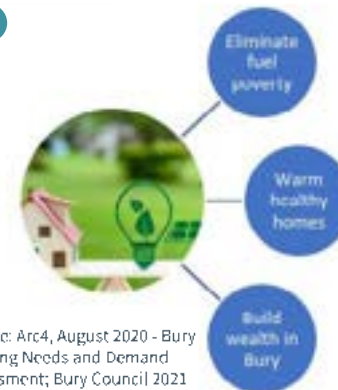 Eliminate
fuel
poverty
Warm
healthy
homes
Build
wealth in
Bury
c: Arc4, August 2020 - Bury
ng Needs and Demand
sment; Bury Council 2021